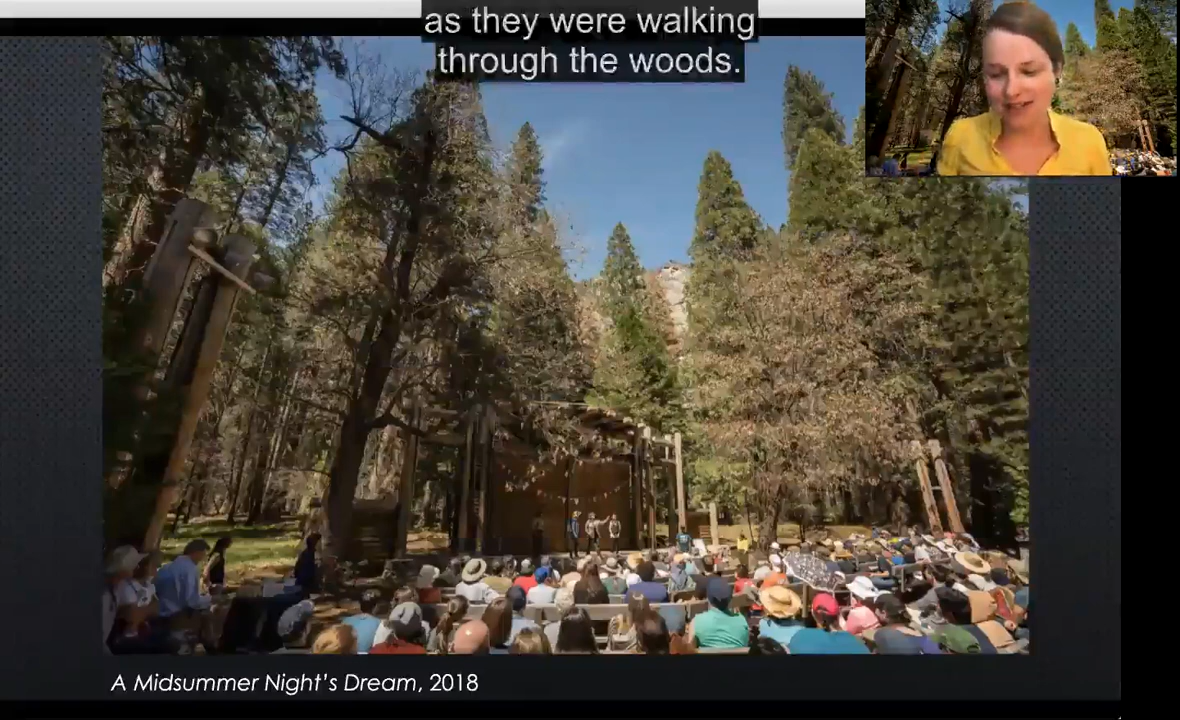 as they were walking
through the woods.
A Midsummer Night's Dream, 2018